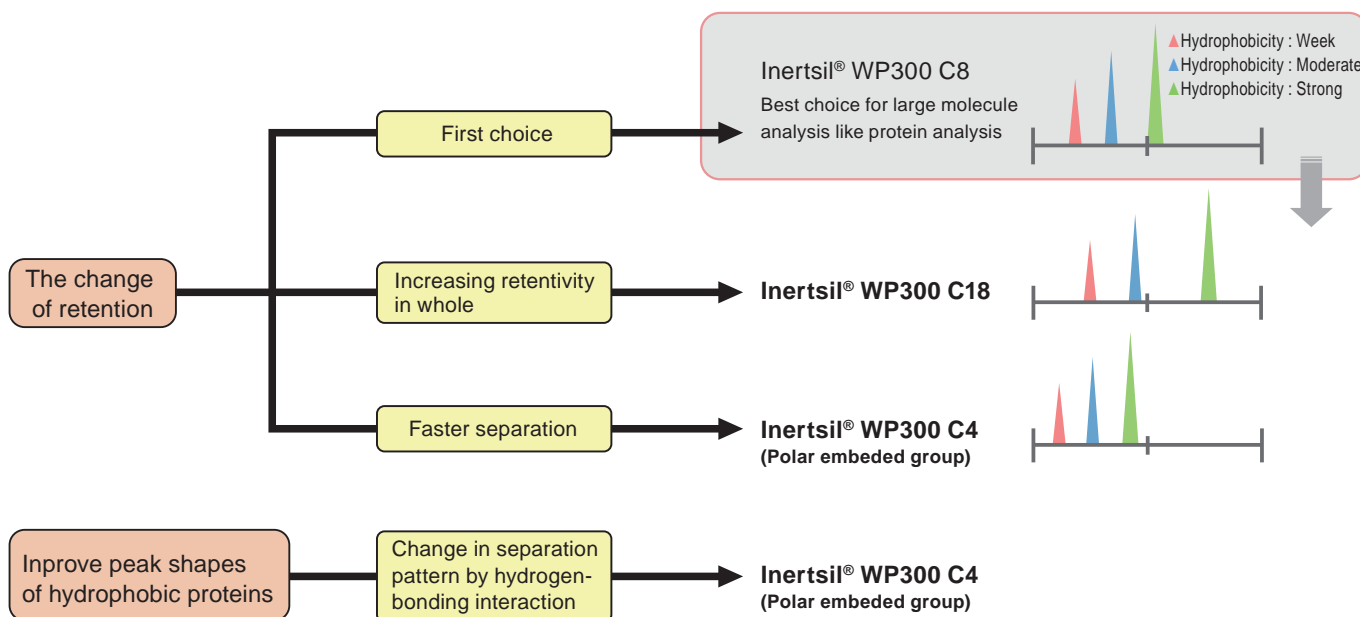 Inertsil® WP300 C8
Best choice for large molecule
analysis like protein analysis
▲Hydrophobicity : Week
▲Hydrophobicity : Moderate
▲Hydrophobicity : Strong
First choice
The change
of retention
Increasing retentivity
in whole
Inertsil® WP300 C18
Faster separation
Inertsil® WP300 C4
(Polar embeded group)
Inprove peak shapes
of hydrophobic proteins
Change in separation
pattern by hydrogen-
bonding interaction
Inertsil® WP300 C4
(Polar embeded group)